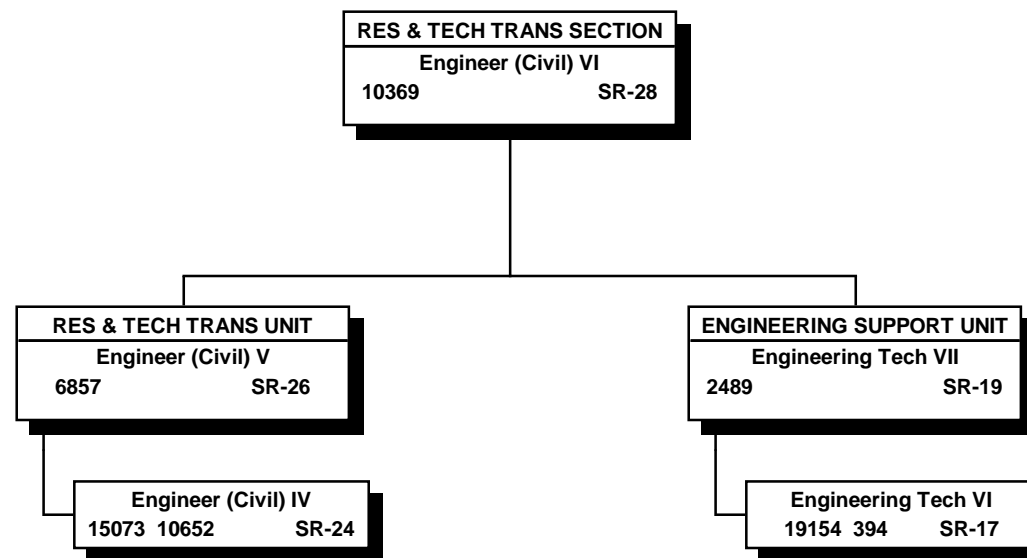 RES & TECH TRANS SECTION
Engineer (Civil) VI
10369 SR-28
RES & TECH TRANS UNIT
Engineer (Civil) V
6857 SR-26
Engineer (Civil) IV
15073 10652 SR-24
ENGINEERING SUPPORT UNIT
Engineering Tech VII
2489 SR-19
Engineering Tech VI
19154 394 SR-17